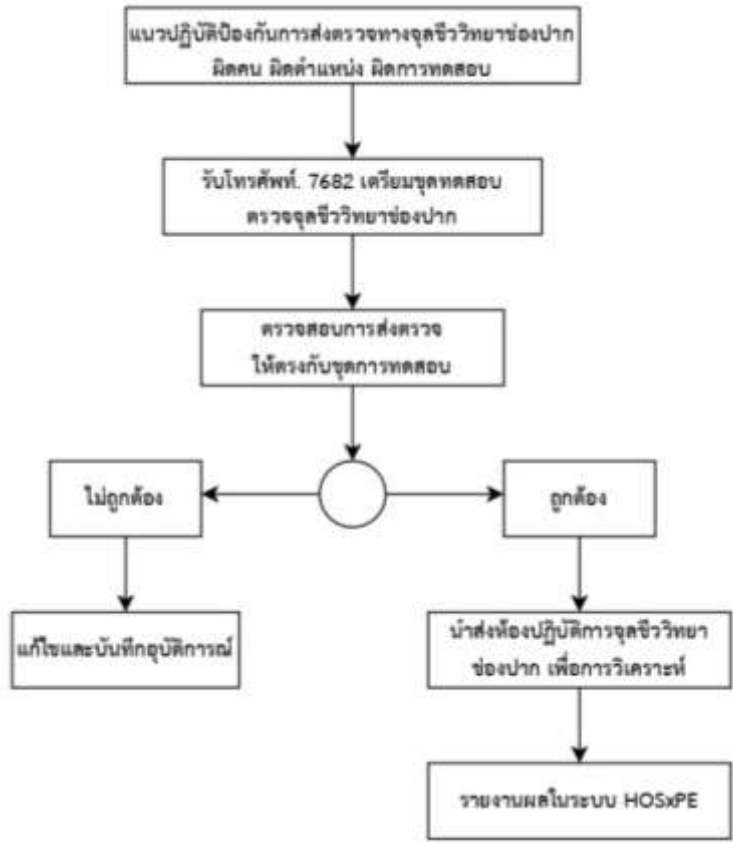 แนวปฏิบัติป้องกันการส่งตรวจทางจุลชีววิทยาช่องปาก
ผิดคน ผิดตำแหน่ง ผิดการทดสอบ
รับโทรศัพท์. 7682 เตรียมชุดทดสอบ
ตรวจจุลชีววิทยาช่องปาก
ตรวจสอบการส่งตรวจ
ให้ตรงกับชุดการทดสอบ
ไม่ถูกต้อง
ถูกต้อง
แก้ไขและบันทึกอุบัติการณ์
นำส่งห้องปฏิบัติการจุลชีววิทยา
ช่องปาก เพื่อการวิเคราะห์
รายงานผลในระบบ HOSxPE